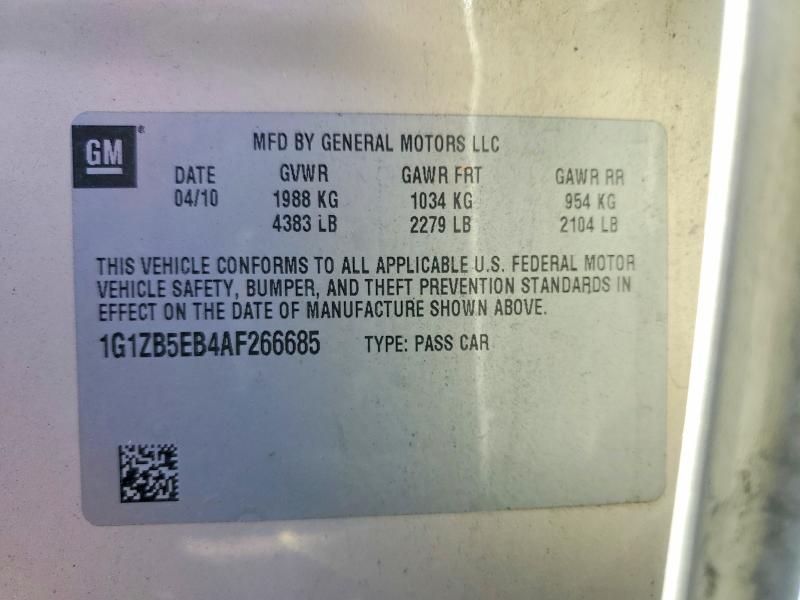 GM
MFD BY GENERAL MOTORS LLC
DATE GVWR GAWR FRT GAWR RR
04/10 1988 KG 1034 KG 954 KG
4383 LB 2279 LB 2104 LB
THIS VEHICLE CONFORMS TO ALL APPLICABLE U.S. FEDERAL MOTOR
VEHICLE SAFETY, BUMPER, AND THEFT PREVENTION STANDARDS IN
EFFECT ON THE DATE OF MANUFACTURE SHOWN ABOVE.
1G1ZB5EB4AF266685 TYPE: PASS CAR